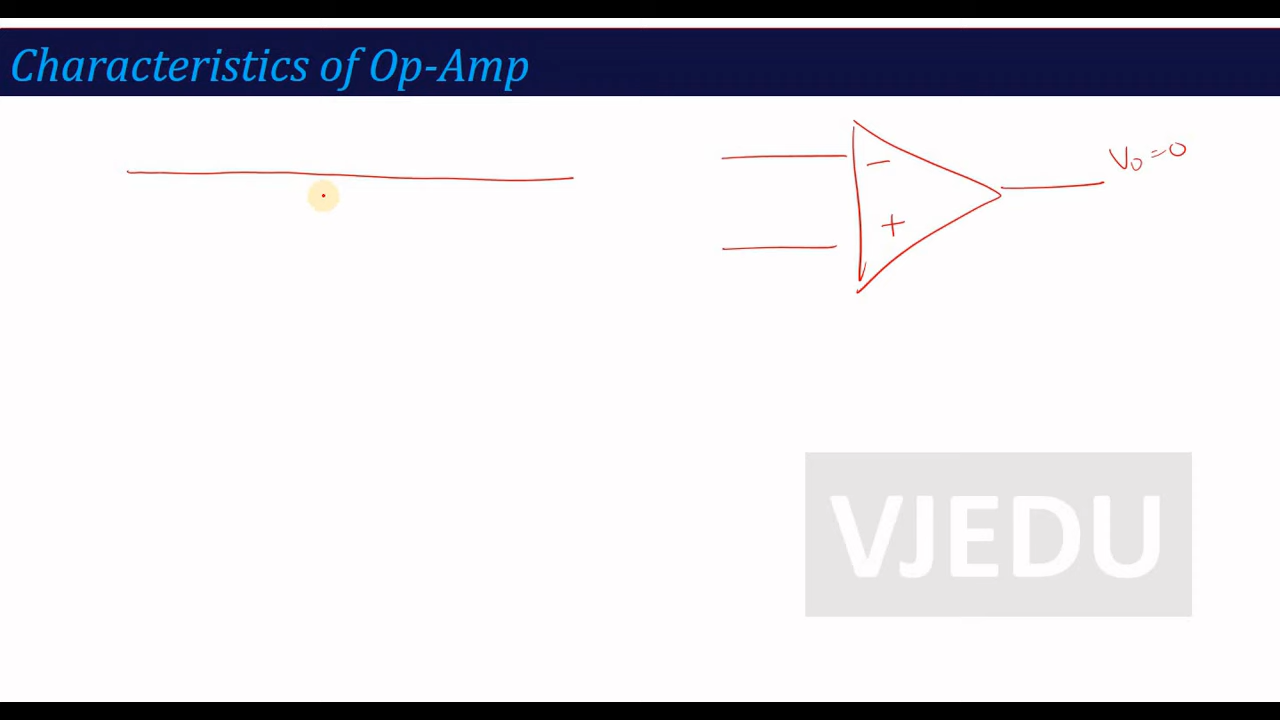 Characteristics of Op-Amp
V₀=0
−
+
VJEDU